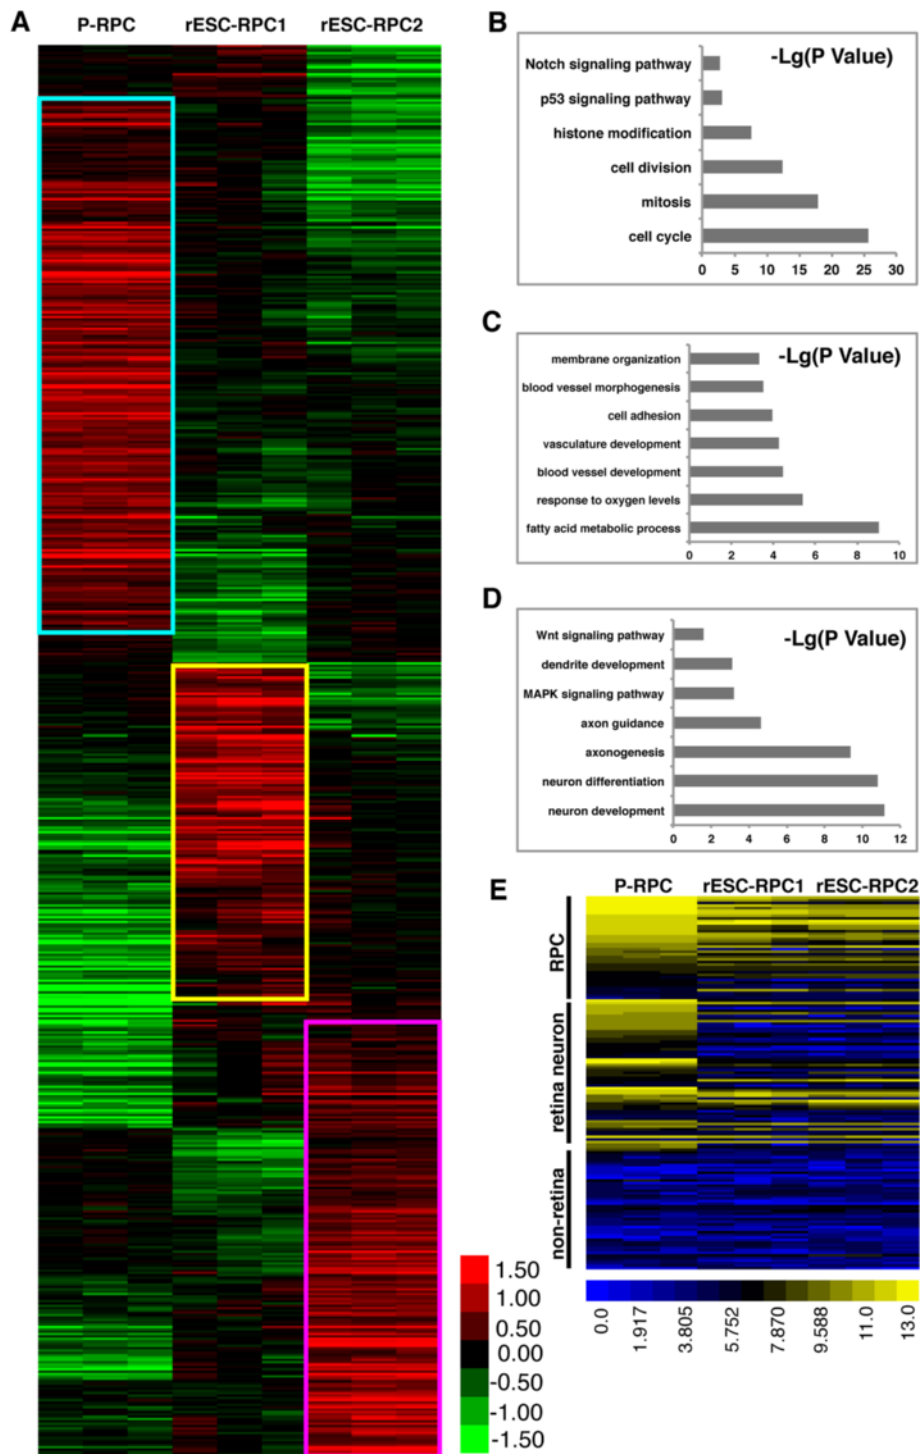 A
P-RPC rESC-RPC1 rESC-RPC2
1.50
1.00
0.50
0.00
-0.50
-1.00
-1.50
B
-Lg(P Value)
Notch signaling pathway
p53 signaling pathway
histone modification
cell division
mitosis
cell cycle
0 5 10 15 20 25 30
C
-Lg(P Value)
membrane organization
blood vessel morphogenesis
cell adhesion
vasculature development
blood vessel development
response to oxygen levels
fatty acid metabolic process
0 2 4 6 8 10
D
-Lg(P Value)
Wnt signaling pathway
dendrite development
MAPK signaling pathway
axon guidance
axonogenesis
neuron differentiation
neuron development
0 2 4 6 8 10 12
E
P-RPC rESC-RPC1 rESC-RPC2
RPC
retina neuron
non-retina
0.0
1.917
3.805
5.752
7.870
9.588
11.0
13.0